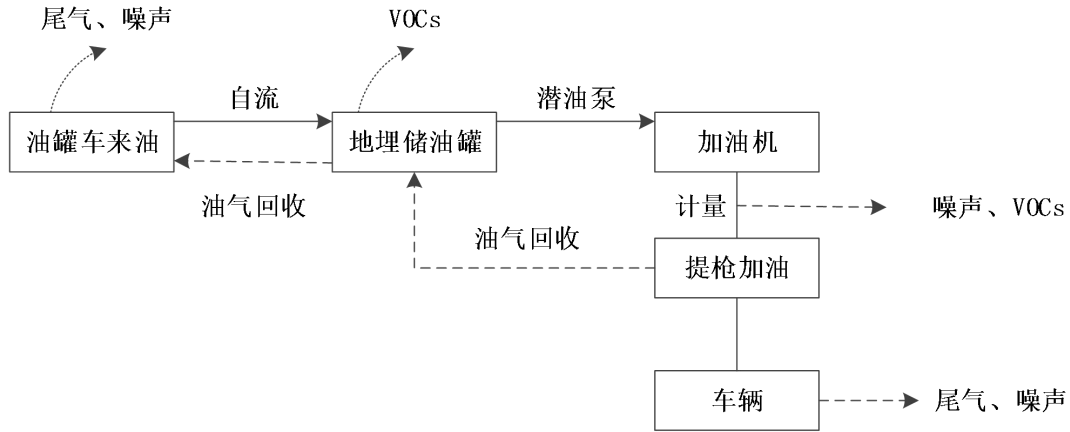 尾气、噪声
VOCs
自流
潜油泵
油罐车来油
地埋储油罐
加油机
油气回收
计量
噪声、VOCs
油气回收
提枪加油
车辆
尾气、噪声